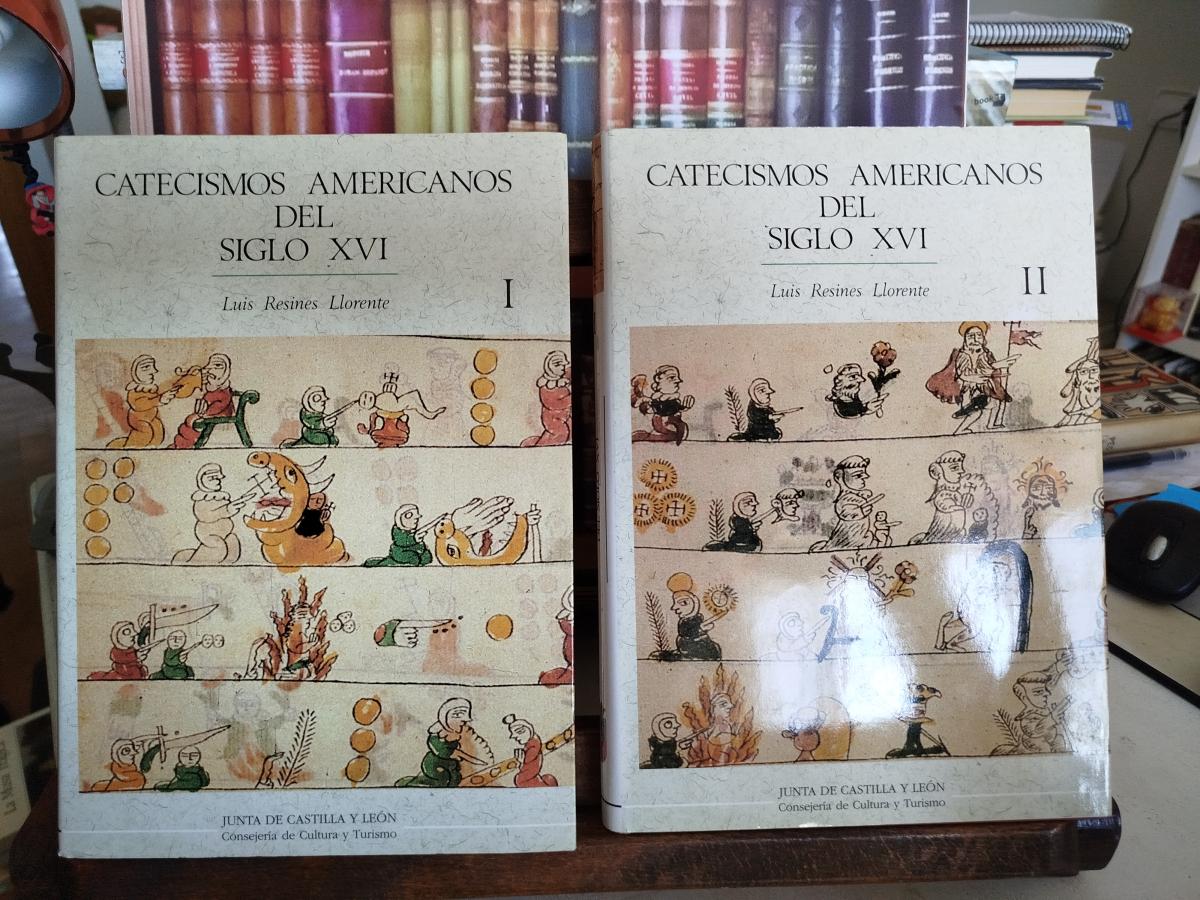 CATECISMOS AMERICANOS
DEL
SIGLO XVI
Luis Resines Llorente
I
JUNTA DE CASTILLA Y LEÓN
Consejería de Cultura y Turismo
CATECISMOS AMERICANOS
DEL
SIGLO XVI
Luis Resines Llorente
II
JUNTA DE CASTILLA Y LEÓN
Consejería de Cultura y Turismo
book